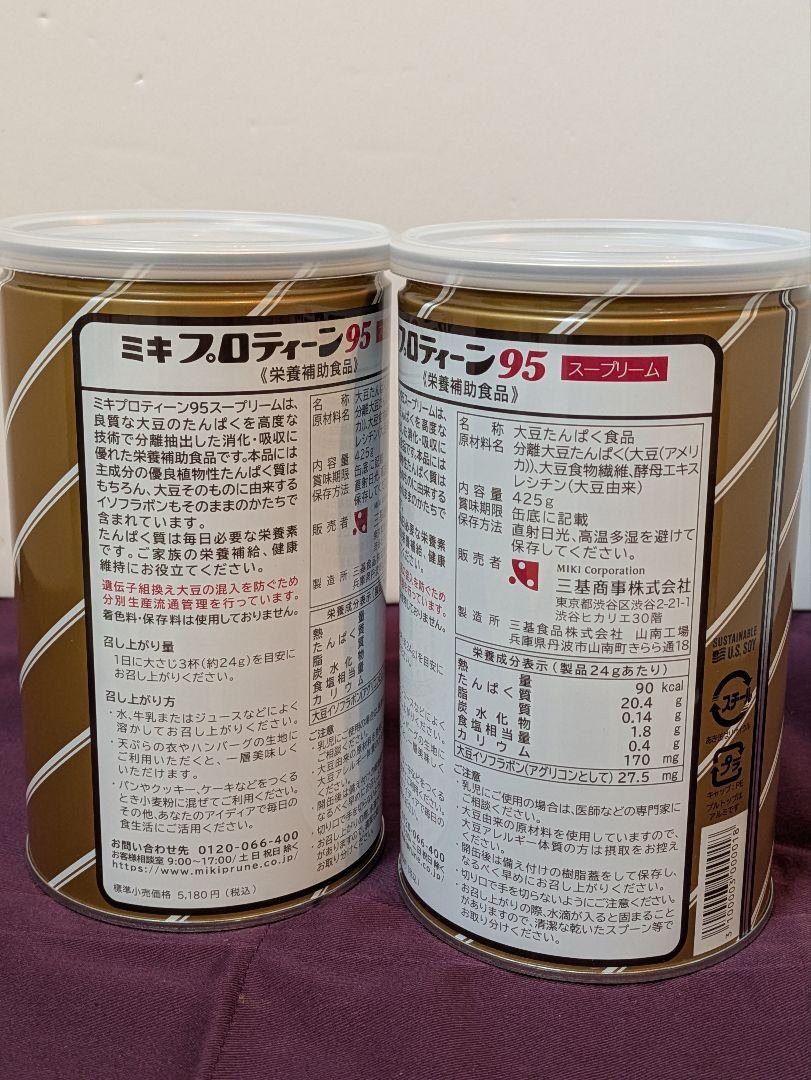 ミキプロティーン95
《栄養補助食品》
ミキプロティーン95スープリームは、
良質な大豆のたんぱくを高度な
技術で分離抽出した消化・吸収に
優れた栄養補助食品です。本品には
主成分の優良植物性たんぱく質は
もちろん、大豆そのものに由来する
イソフラボンもそのままのかたちで
含まれています。
たんぱく質は毎日必要な栄養素
です。ご家族の栄養補給、健康
維持にお役立てください。
遺伝子組換え大豆の混入を防ぐため
分別生産流通管理を行っています。
着色料・保存料は使用しておりません。
召し上がり量
1日に大さじ3杯(約24g)を目安に
お召し上がりください。
召し上がり方
・水、牛乳またはジュースなどによく
溶かしてお召し上がりください。
・天ぷらの衣やハンバーグの生地に
ご利用いただくと、一層美味しく
いただけます。
・パンやクッキー、ケーキなどをつくる
とき小麦粉に混ぜてご利用ください。
その他、あなたのアイディアで毎日の
食生活にご活用ください。
お問い合わせ先 0120-066-400
お客様相談室 9:00〜17:00/土日祝日除く
https://www.mikiprune.co.jp/
標準小売価格 5,180円(税込)
プロティーン95 スープリーム
《栄養補助食品》
名称 大豆たんぱく食品
原材料名 分離大豆たんぱく(大豆(アメリ
カ))、大豆食物繊維、酵母エキス
レシチン(大豆由来)
内容量 425g
賞味期限 缶底に記載
保存方法 直射日光、高温多湿を避けて
保存してください。
販売者 MIKI Corporation
三基商事株式会社
東京都渋谷区渋谷2-21-1
渋谷ヒカリエ30階
製造所 三基食品株式会社 山南工場
兵庫県丹波市山南町きらら通18
栄養成分表示(製品24gあたり)
熱量 90 kcal
たんぱく質 20.4 g
脂質 0.14 g
炭水化物 1.8 g
食塩相当量 0.4 g
カリウム 170 mg
大豆イソフラボン(アグリコンとして) 27.5 mg
ご注意
・乳児にご使用の場合は、医師などの専門家に
ご相談ください。
・大豆由来の原材料を使用していますので、
大豆アレルギー体質の方は摂取をお控え
ください。
・開缶後は備え付けの樹脂蓋をして保存し、
なるべく早めにお召し上がりください。
・切り口で手を切らないようにご注意ください。
・お召し上がりの際、水滴が入ると固まること
がありますので、清潔な乾いたスプーン等で
お取り分けください。
SUSTAINABLE
U.S. SOY
スチール
あき缶はリサイクル
プラ
キャップ:PE
プルトップは
アルミです